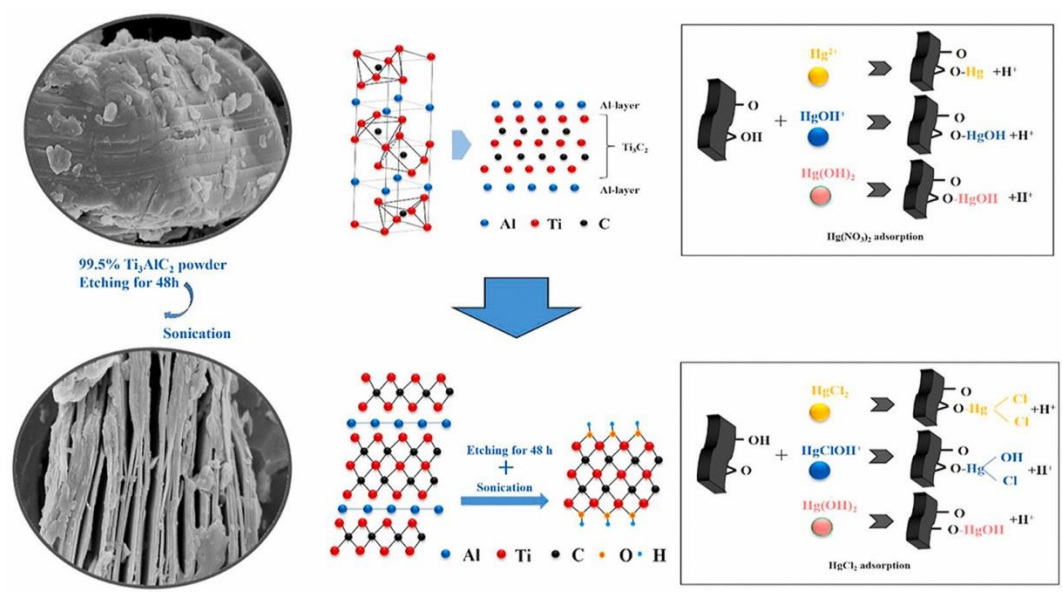 99.5% Ti₃AlC₂ powder
Etching for 48h
Sonication
Al-layer
Ti₃C₂
Al-layer
Al Ti C
Etching for 48 h
+
Sonication
Al Ti C O H
Hg²⁺
O
O-Hg +H⁺
O
OH
+
HgOH⁺
O
O-HgOH +H⁺
Hg(OH)₂
O
O-HgOH +H⁺
Hg(NO₃)₂ adsorption
HgCl₂
O
O-Hg Cl +H⁺
Cl
OH
O
+
HgClOH⁺
O
O-Hg OH +H⁺
Cl
Hg(OH)₂
O
O-HgOH +H⁺
HgCl₂ adsorption